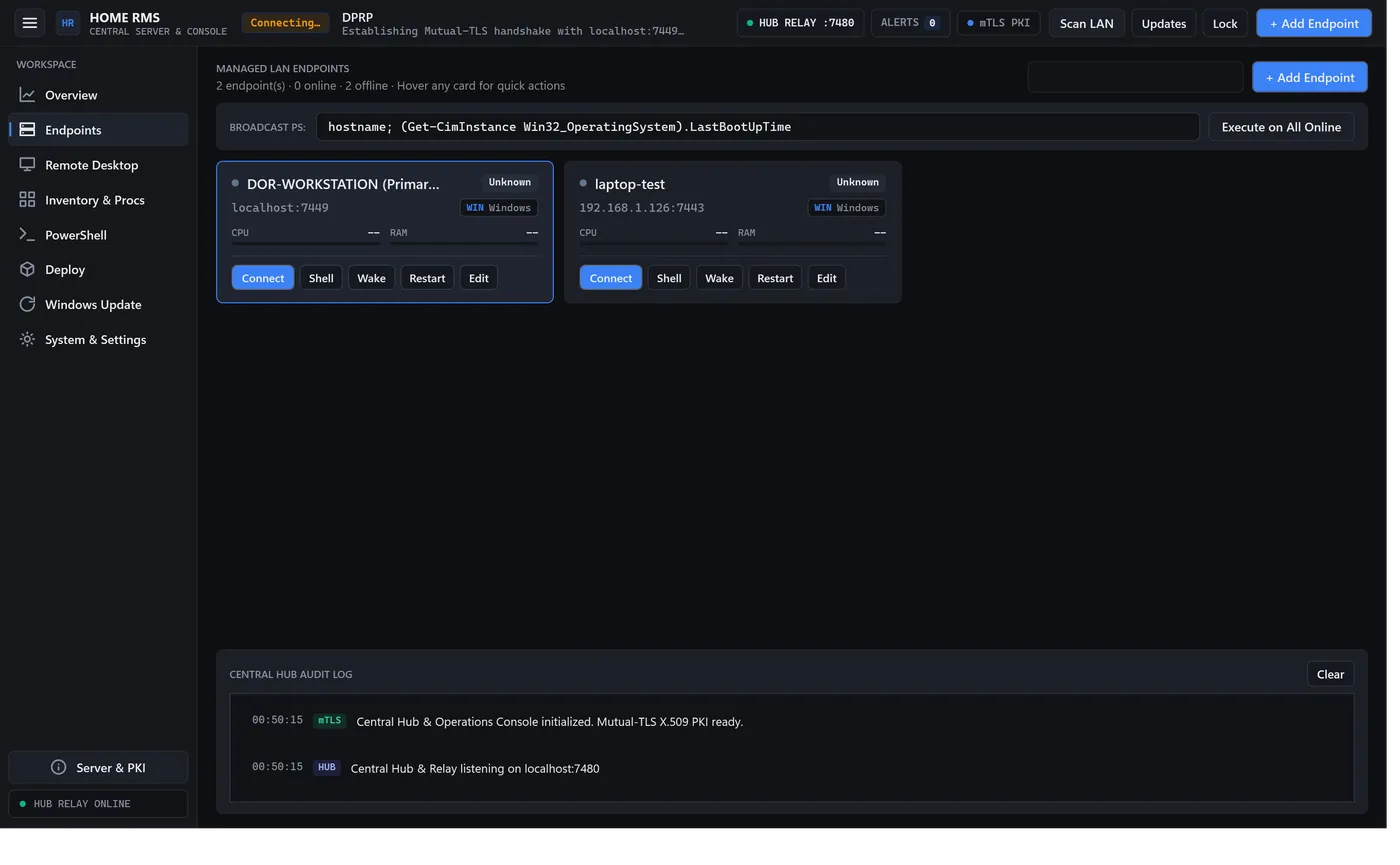 HR
HOME RMS
CENTRAL SERVER & CONSOLE
Connecting…
DPRP
Establishing Mutual-TLS handshake with localhost:7449…
HUB RELAY :7480
ALERTS 0
mTLS PKI
Scan LAN
Updates
Lock
+ Add Endpoint
WORKSPACE
Overview
Endpoints
Remote Desktop
Inventory & Procs
PowerShell
Deploy
Windows Update
System & Settings
Server & PKI
HUB RELAY ONLINE
MANAGED LAN ENDPOINTS
2 endpoint(s) · 0 online · 2 offline · Hover any card for quick actions
+ Add Endpoint
BROADCAST PS:
hostname; (Get-CimInstance Win32_OperatingSystem).LastBootUpTime
Execute on All Online
DOR-WORKSTATION (Primar…
Unknown
localhost:7449
WIN Windows
CPU --
RAM --
Connect
Shell
Wake
Restart
Edit
laptop-test
Unknown
192.168.1.126:7443
WIN Windows
CPU --
RAM --
Connect
Shell
Wake
Restart
Edit
CENTRAL HUB AUDIT LOG
Clear
00:50:15 mTLS Central Hub & Operations Console initialized. Mutual-TLS X.509 PKI ready.
00:50:15 HUB Central Hub & Relay listening on localhost:7480